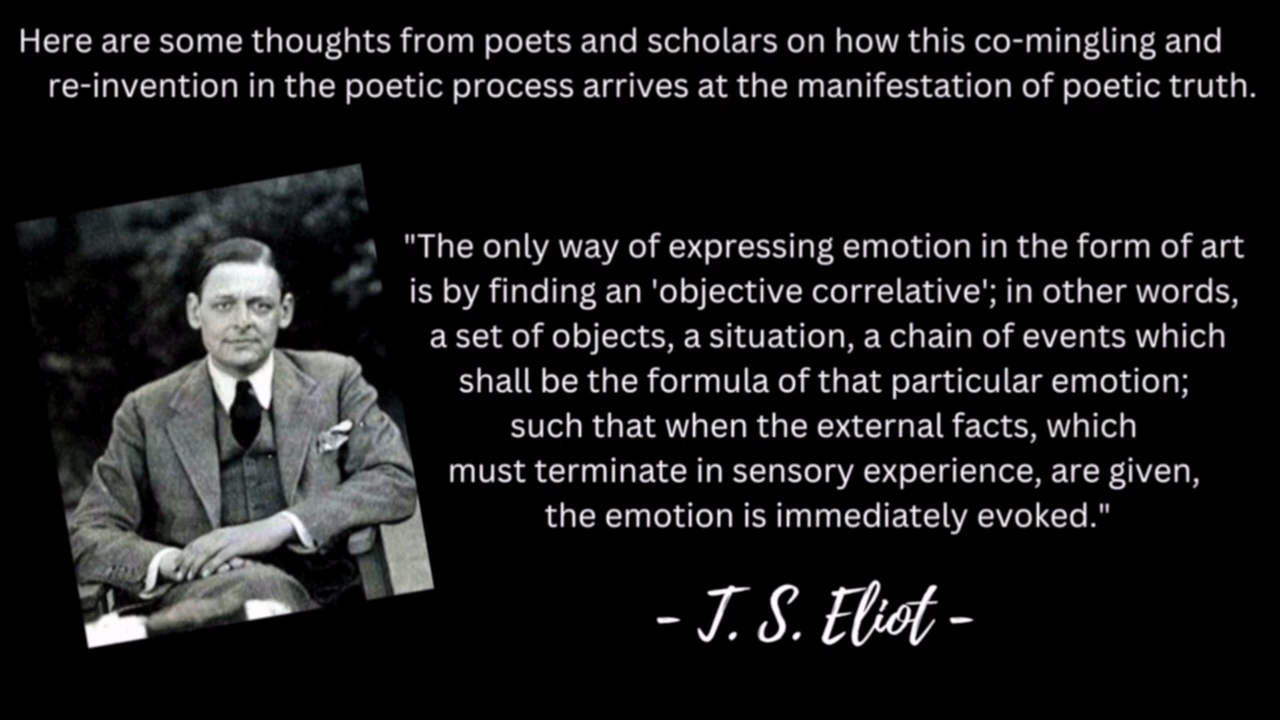 Here are some thoughts from poets and scholars on how this co-mingling and
re-invention in the poetic process arrives at the manifestation of poetic truth.
"The only way of expressing emotion in the form of art
is by finding an 'objective correlative'; in other words,
a set of objects, a situation, a chain of events which
shall be the formula of that particular emotion;
such that when the external facts, which
must terminate in sensory experience, are given,
the emotion is immediately evoked."
- T. S. Eliot -